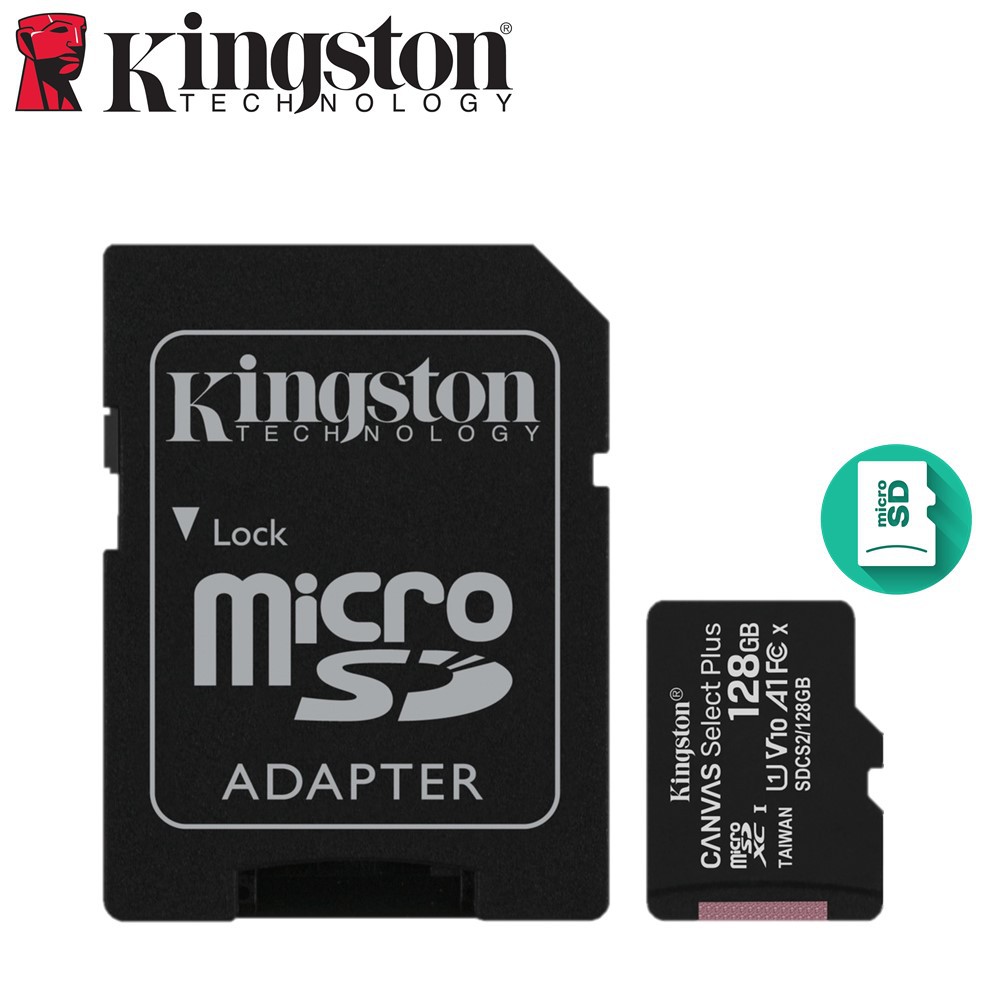 Kingston®
TECHNOLOGY
Kingston
TECHNOLOGY
Lock
micro
SD
ADAPTER
micro
SD
Kingston®
CANVAS Select Plus
128GB
micro
SD
XC I
U1 V10 A1 FC X
TAIWAN
SDCS2/128GB